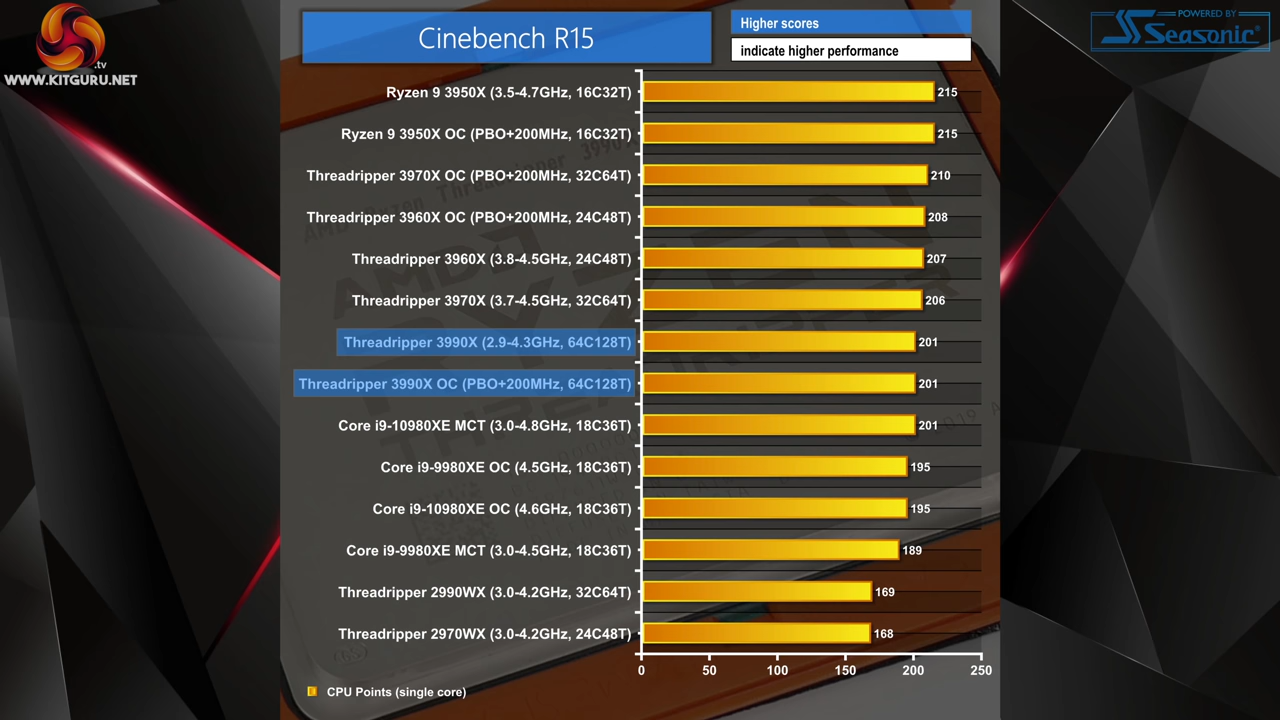 Cinebench R15
Higher scores
indicate higher performance
.tv
WWW.KITGURU.NET
POWERED BY
Seasonic
Ryzen 9 3950X (3.5-4.7GHz, 16C32T) 215
Ryzen 9 3950X OC (PBO+200MHz, 16C32T) 215
Threadripper 3970X OC (PBO+200MHz, 32C64T) 210
Threadripper 3960X OC (PBO+200MHz, 24C48T) 208
Threadripper 3960X (3.8-4.5GHz, 24C48T) 207
Threadripper 3970X (3.7-4.5GHz, 32C64T) 206
Threadripper 3990X (2.9-4.3GHz, 64C128T) 201
Threadripper 3990X OC (PBO+200MHz, 64C128T) 201
Core i9-10980XE MCT (3.0-4.8GHz, 18C36T) 201
Core i9-9980XE OC (4.5GHz, 18C36T) 195
Core i9-10980XE OC (4.6GHz, 18C36T) 195
Core i9-9980XE MCT (3.0-4.5GHz, 18C36T) 189
Threadripper 2990WX (3.0-4.2GHz, 32C64T) 169
Threadripper 2970WX (3.0-4.2GHz, 24C48T) 168
0 50 100 150 200 250
CPU Points (single core)
AMD Ryzen Threadripper 3990X
AMD
RYZEN
THREADRIPPER